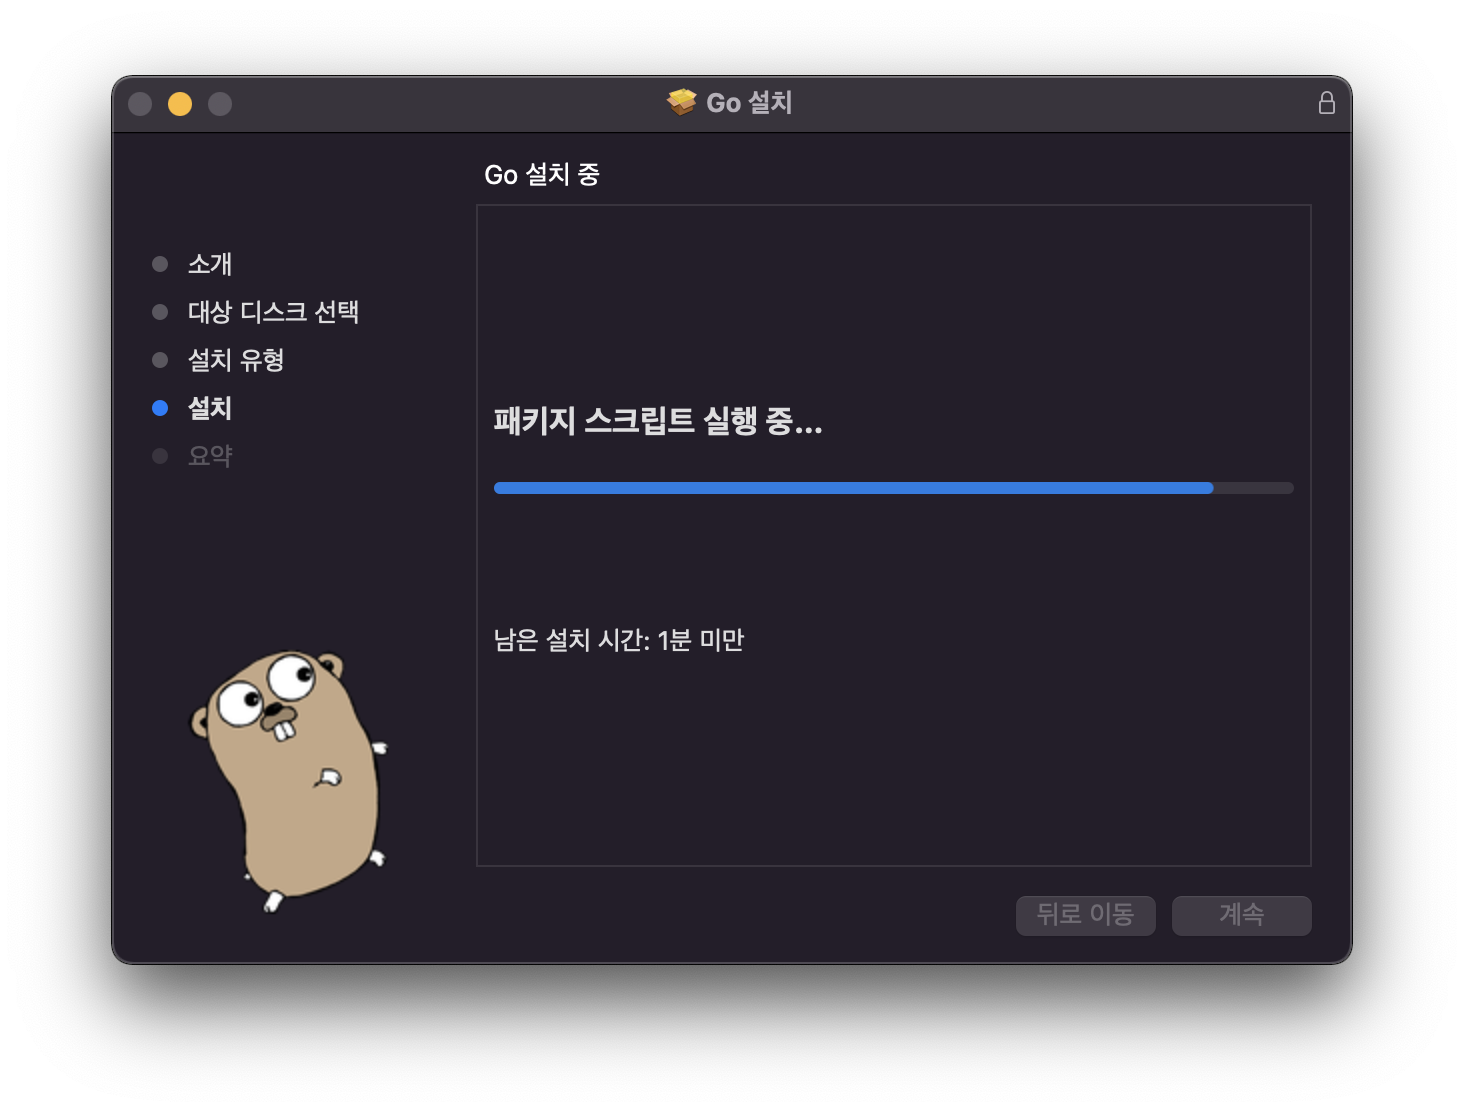 Go 설치
Go 설치 중
소개
대상 디스크 선택
설치 유형
설치
요약
패키지 스크립트 실행 중...
남은 설치 시간: 1분 미만
뒤로 이동
계속